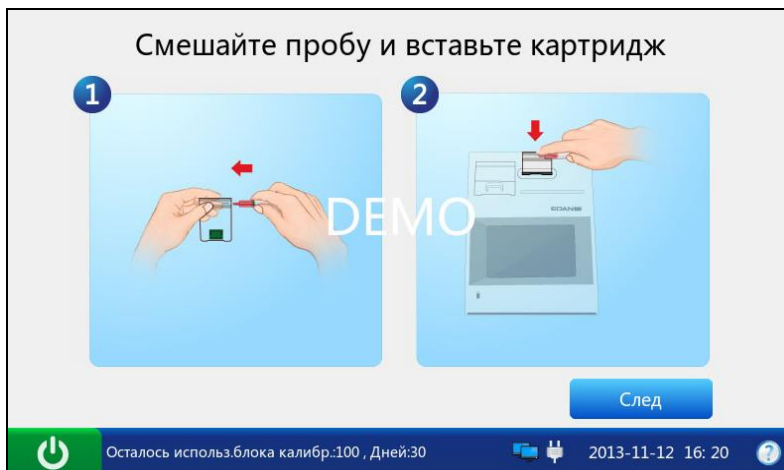 Смешайте пробу и вставьте картридж
1
2
DEMO
EDAN
След
Осталось использ.блока калибр.:100 , Дней:30
2013-11-12 16: 20
?